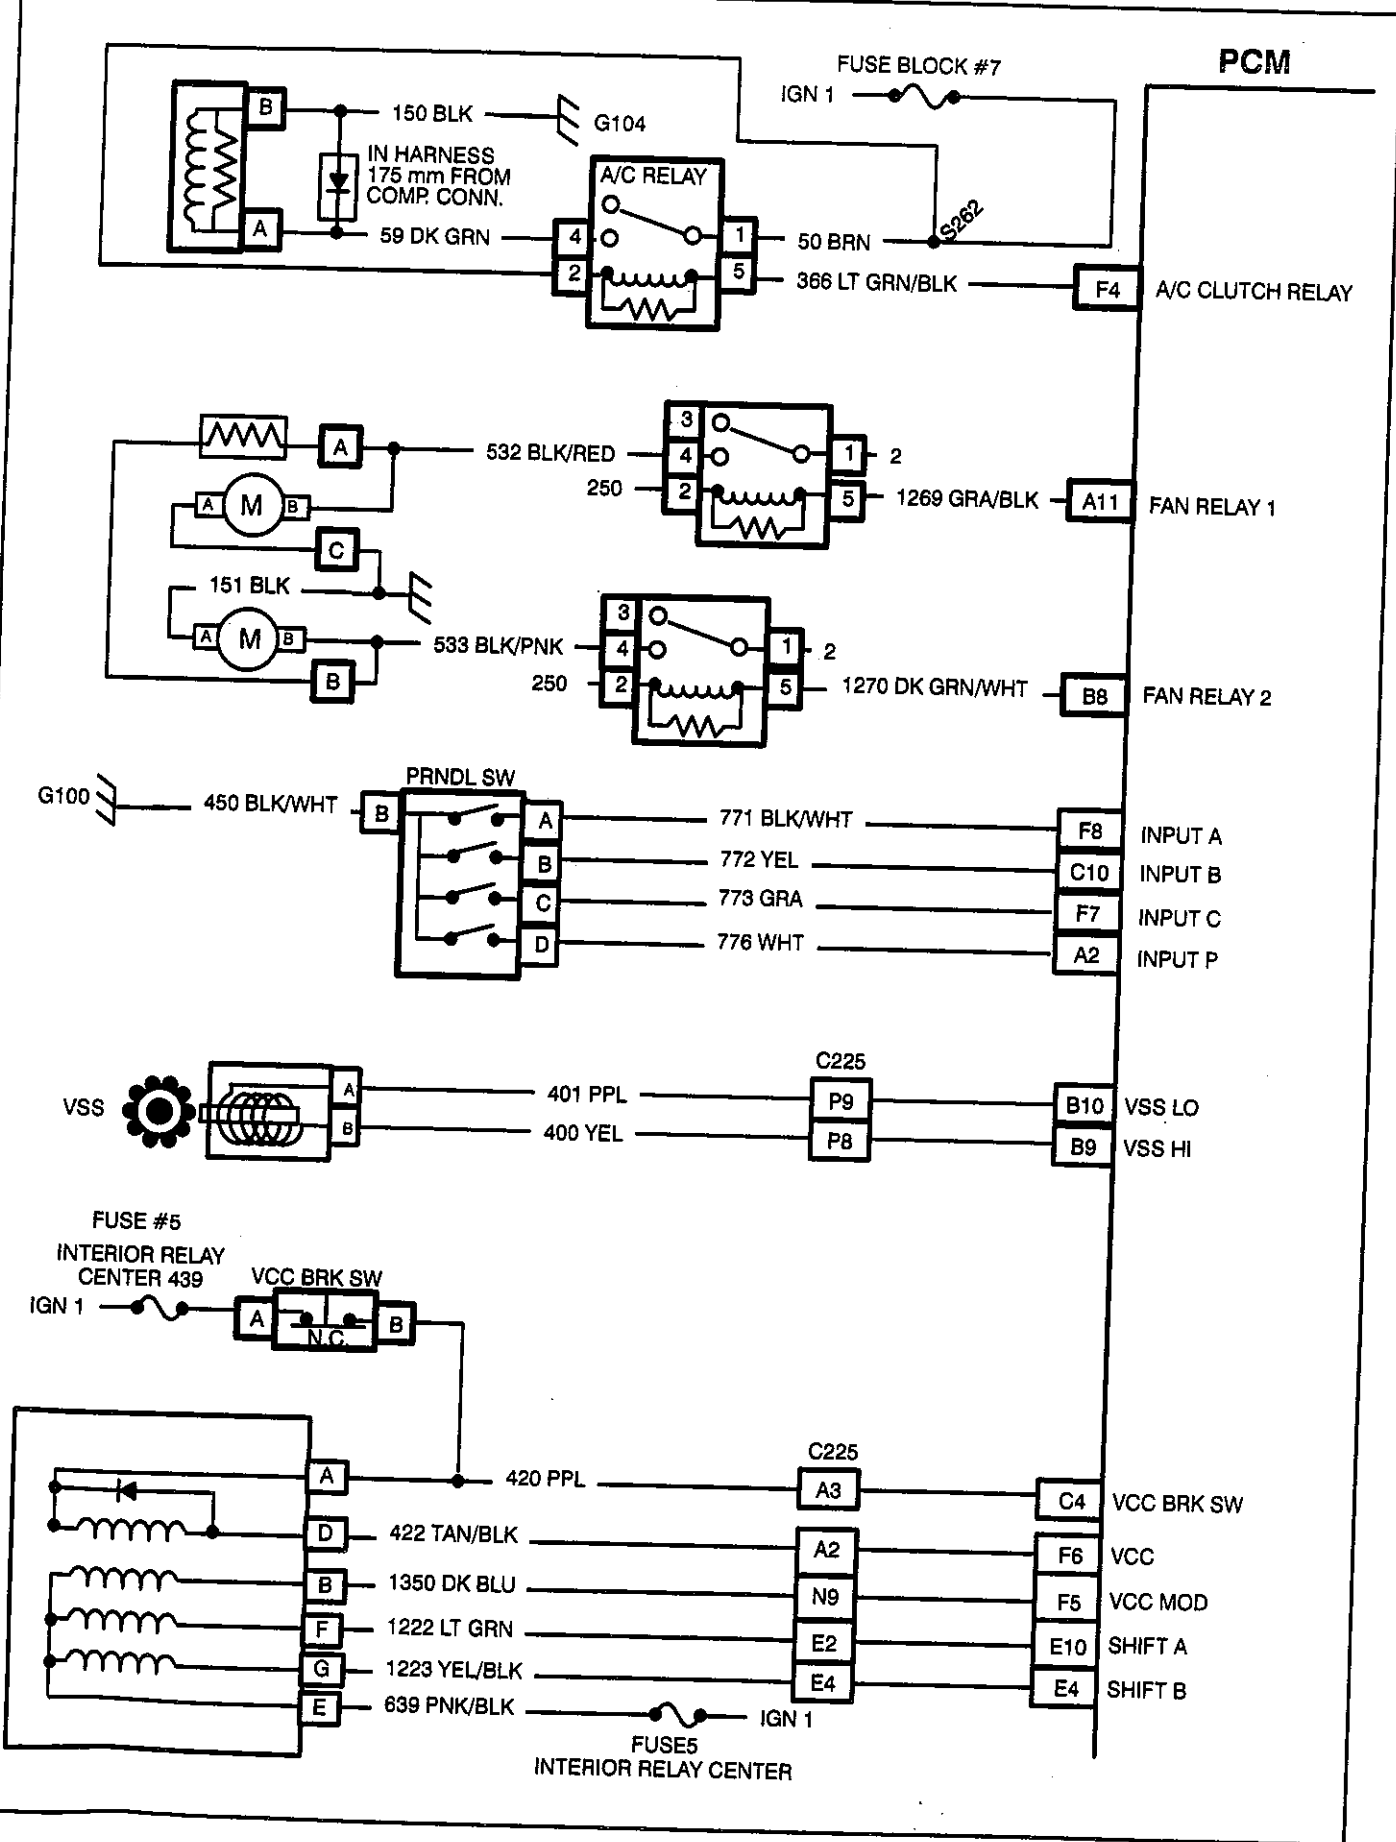 PCM
FUSE BLOCK #7
IGN 1
B
150 BLK
G104
IN HARNESS
175 mm FROM
COMP. CONN.
A/C RELAY
A
59 DK GRN
4
1
50 BRN
S262
2
5
366 LT GRN/BLK
F4
A/C CLUTCH RELAY
3
A
532 BLK/RED
4
1
2
250
2
5
1269 GRA/BLK
A11
FAN RELAY 1
A
M
B
C
151 BLK
3
A
M
B
533 BLK/PNK
4
1
2
B
250
2
5
1270 DK GRN/WHT
B8
FAN RELAY 2
PRNDL SW
G100
450 BLK/WHT
B
A
771 BLK/WHT
F8
INPUT A
B
772 YEL
C10
INPUT B
C
773 GRA
F7
INPUT C
D
776 WHT
A2
INPUT P
C225
VSS
A
401 PPL
P9
B10
VSS LO
B
400 YEL
P8
B9
VSS HI
FUSE #5
INTERIOR RELAY
CENTER 439
VCC BRK SW
IGN 1
A
N.C.
B
C225
A
420 PPL
A3
C4
VCC BRK SW
D
422 TAN/BLK
A2
F6
VCC
B
1350 DK BLU
N9
F5
VCC MOD
F
1222 LT GRN
E2
E10
SHIFT A
G
1223 YEL/BLK
E4
E4
SHIFT B
E
639 PNK/BLK
IGN 1
FUSE5
INTERIOR RELAY CENTER